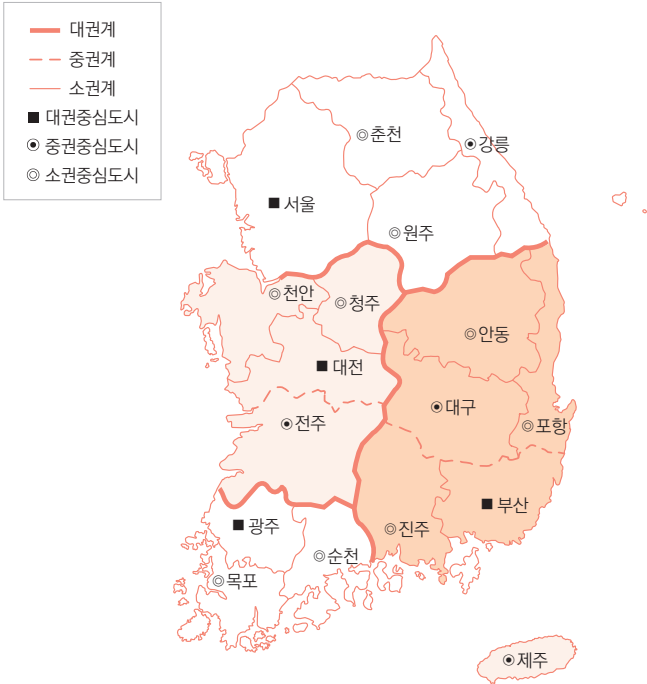 대권계
중권계
소권계
대권중심도시
중권중심도시
소권중심도시
춘천
강릉
서울
원주
천안
청주
안동
대전
대구
전주
포항
부산
광주
진주
순천
목포
제주